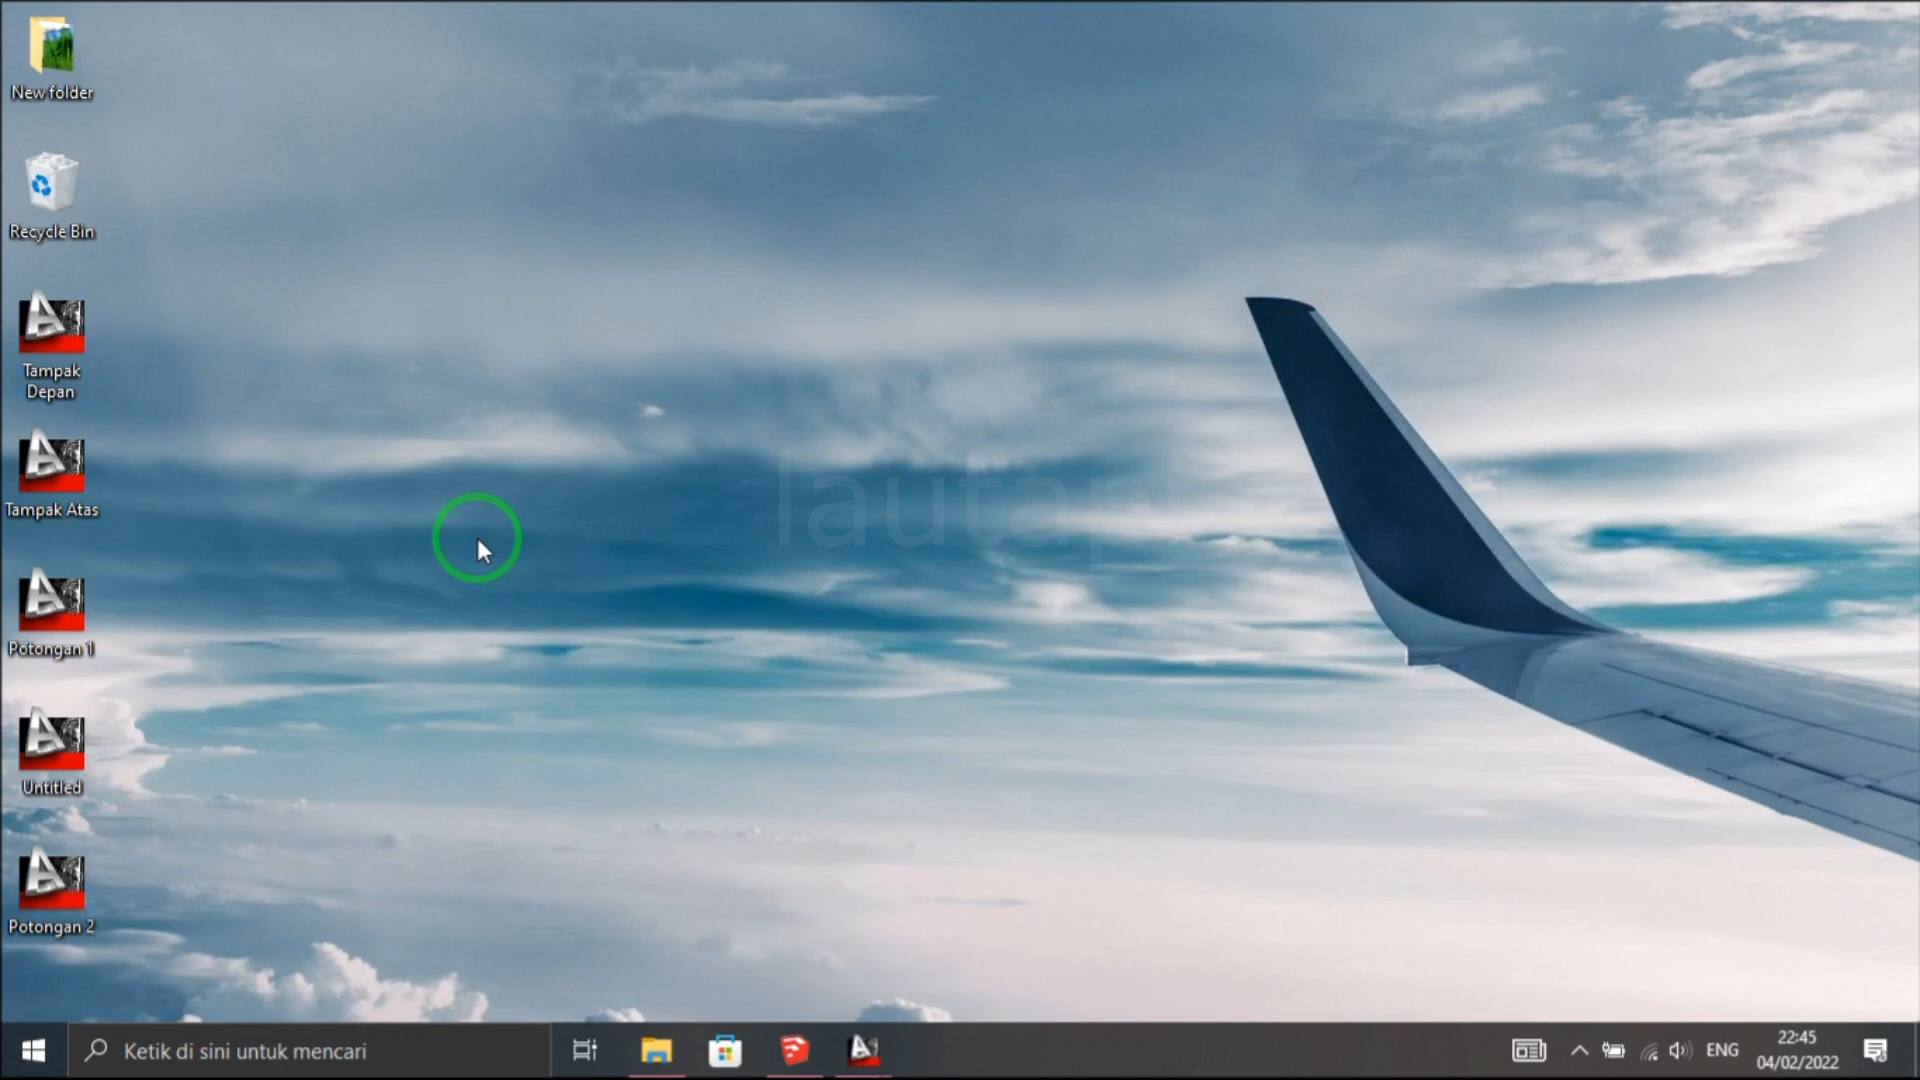 New folder
Recycle Bin
Tampak
Depan
Tampak Atas
Potongan 1
Untitled
Potongan 2
Ketik di sini untuk mencari
ENG
22:45
04/02/2022